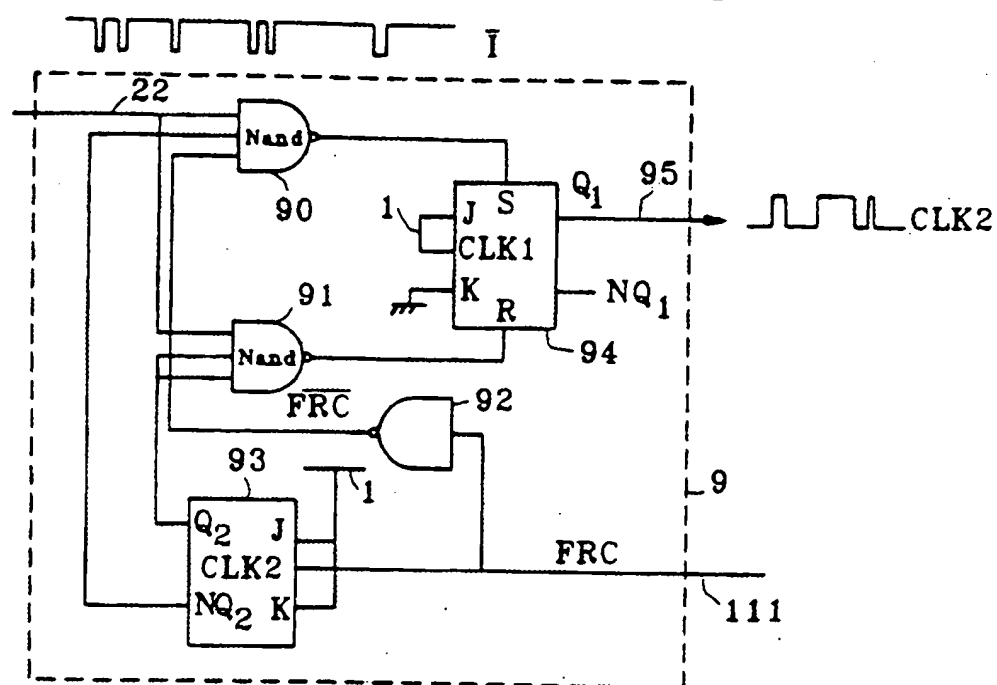 Ī
22
Nand
90
S
Q₁
95
J
1
CLK1
K
R
NQ₁
CLK2
91
Nand
94
F̅R̅C̅
92
93
1
9
Q₂
J
CLK2
NQ₂
K
FRC
111